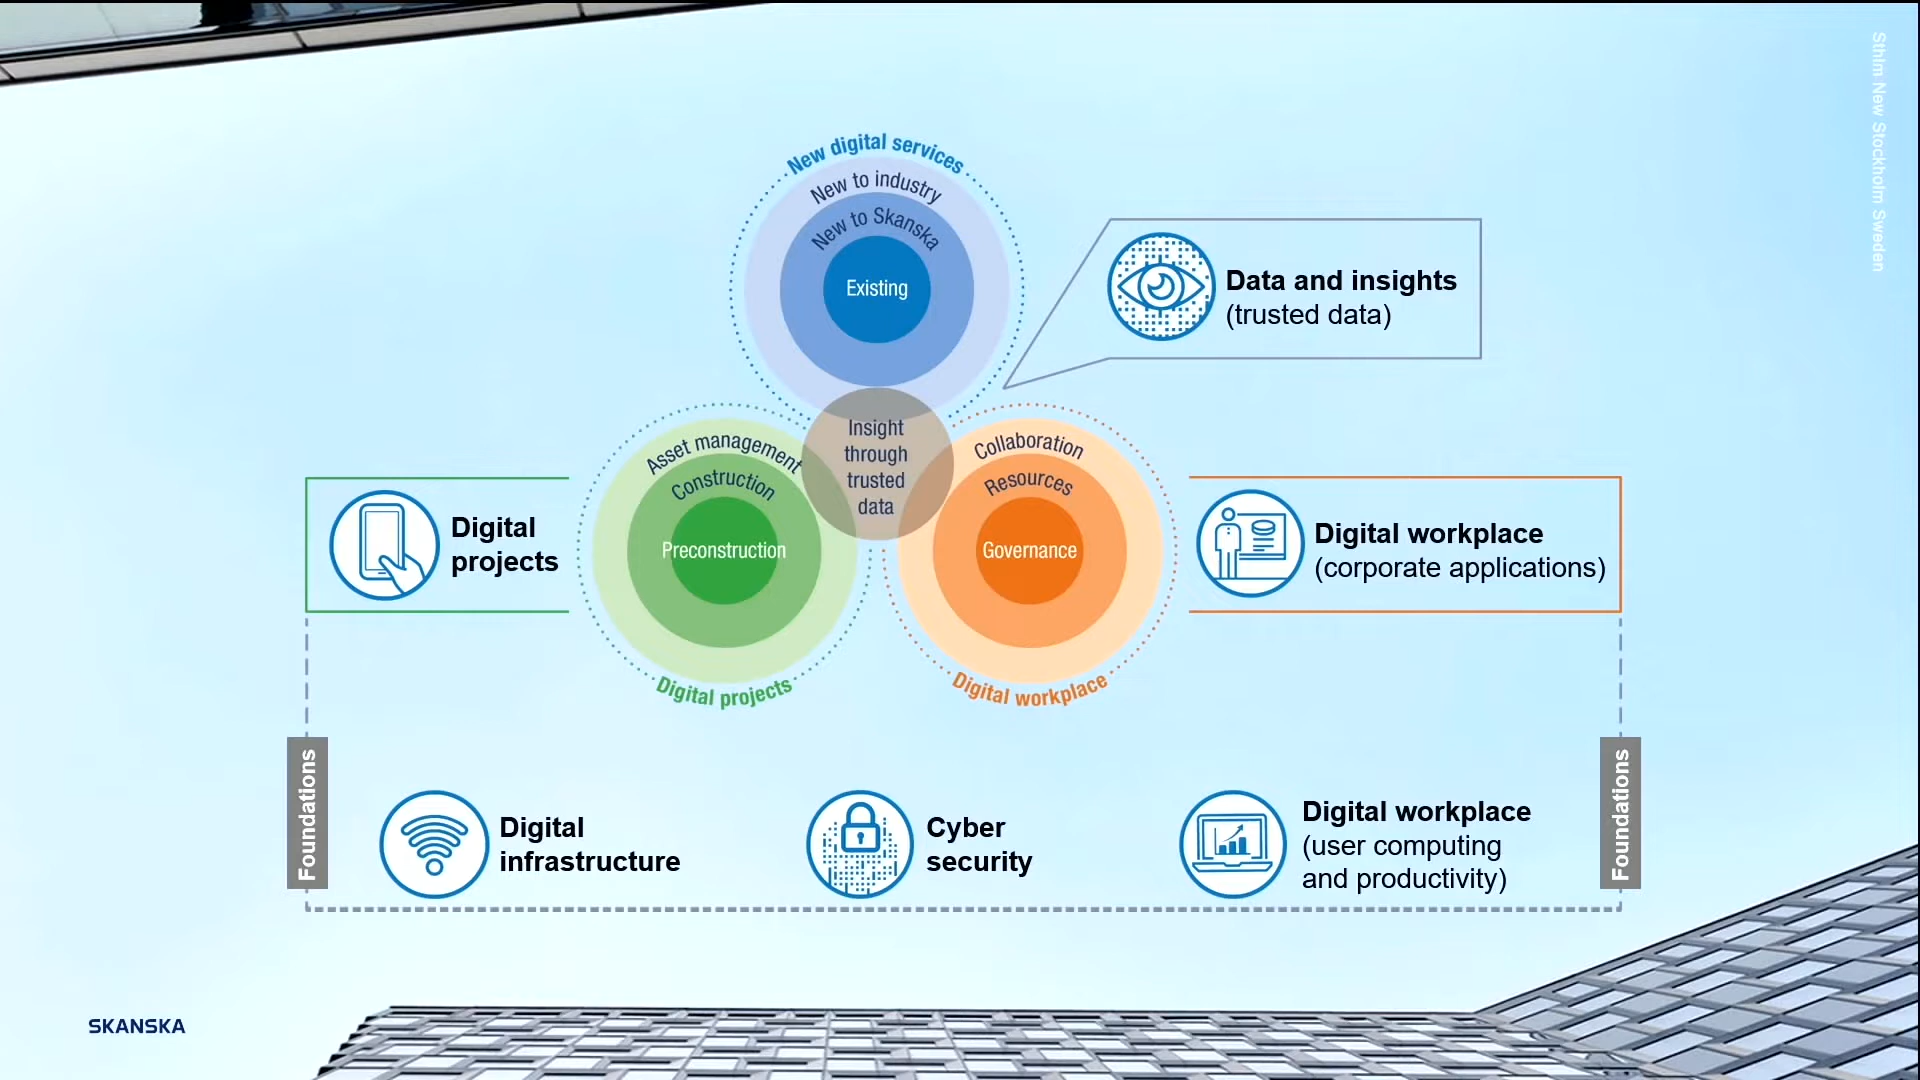 Sthlm New Stockholm Sweden
New digital services
New to industry
New to Skanska
Existing
Data and insights
(trusted data)
Insight
through
trusted
data
Asset management
Construction
Preconstruction
Digital projects
Collaboration
Resources
Governance
Digital workplace
Digital
projects
Digital workplace
(corporate applications)
Foundations
Digital
infrastructure
Cyber
security
Digital workplace
(user computing
and productivity)
Foundations
SKANSKA